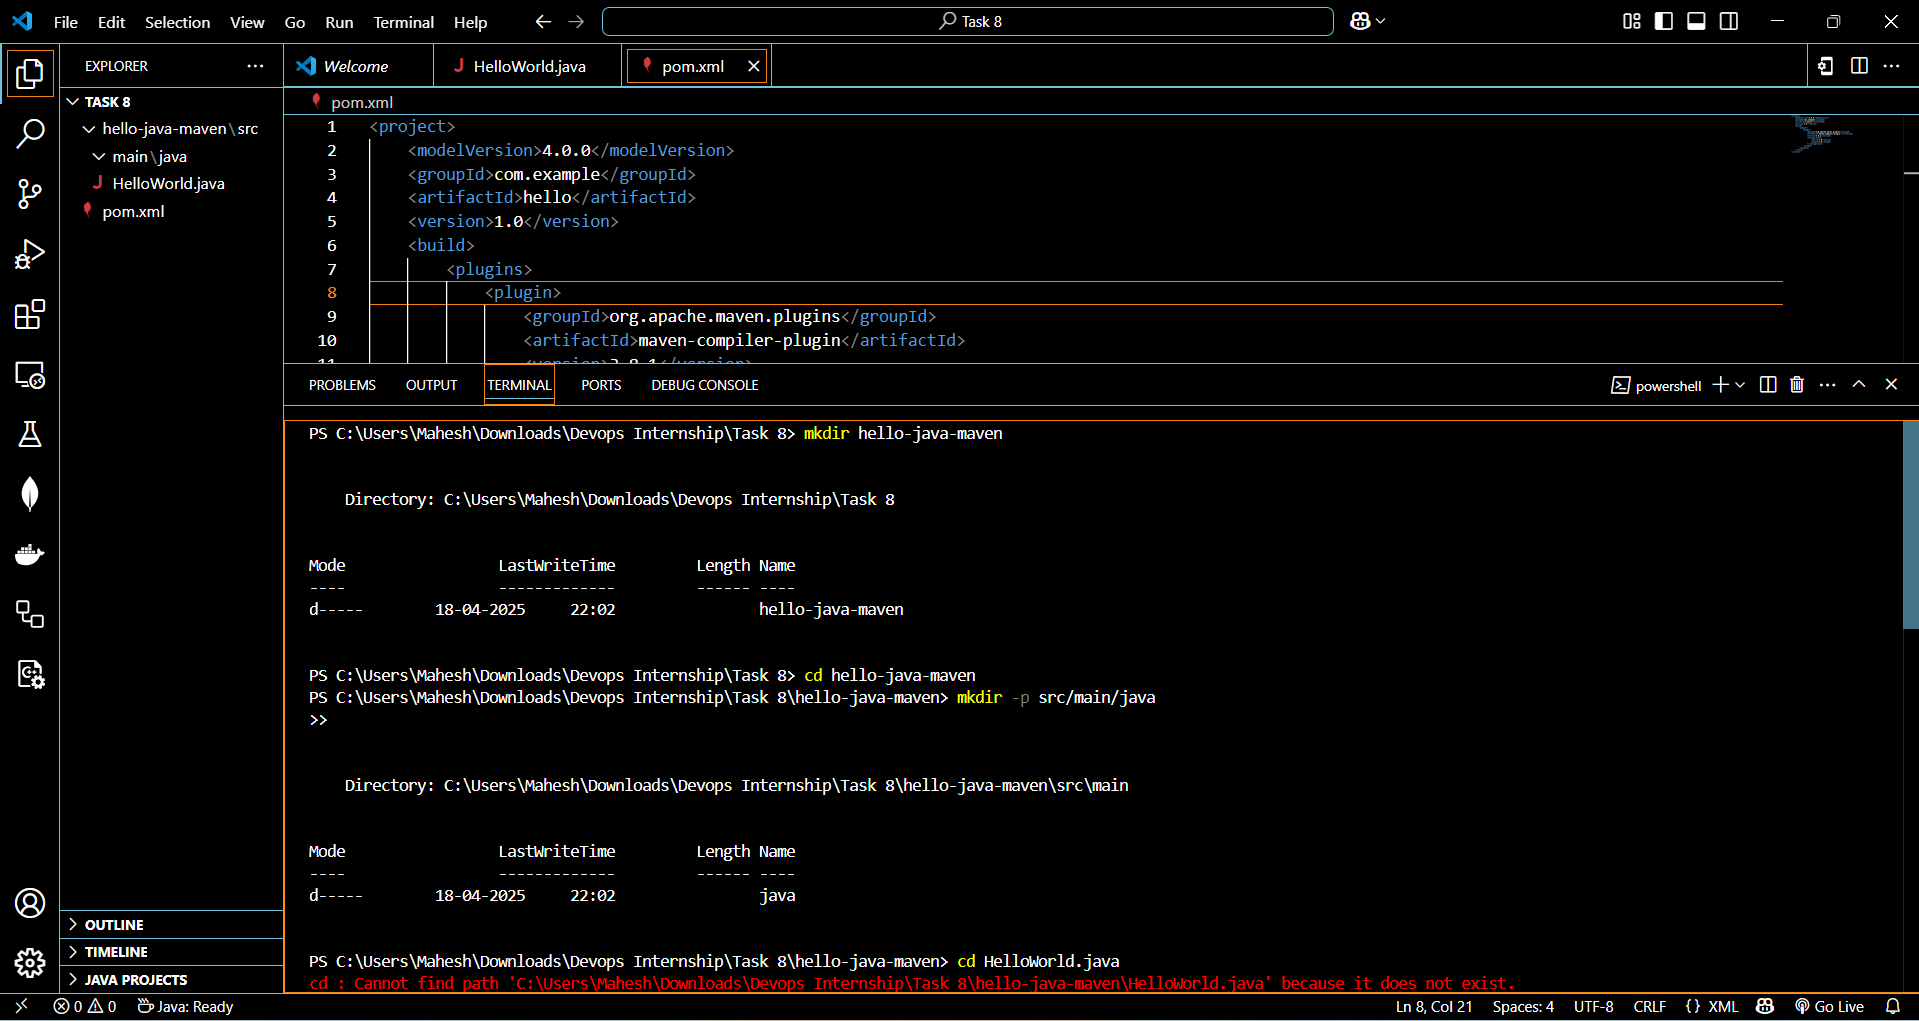 File Edit Selection View Go Run Terminal Help
Task 8
EXPLORER
Welcome
HelloWorld.java
pom.xml
TASK 8
hello-java-maven\src
main\java
HelloWorld.java
pom.xml
pom.xml
1 <project>
2 <modelVersion>4.0.0</modelVersion>
3 <groupId>com.example</groupId>
4 <artifactId>hello</artifactId>
5 <version>1.0</version>
6 <build>
7 <plugins>
8 <plugin>
9 <groupId>org.apache.maven.plugins</groupId>
10 <artifactId>maven-compiler-plugin</artifactId>
11 <version>3.8.1</version>
PROBLEMS OUTPUT TERMINAL PORTS DEBUG CONSOLE
powershell
PS C:\Users\Mahesh\Downloads\Devops Internship\Task 8> mkdir hello-java-maven
Directory: C:\Users\Mahesh\Downloads\Devops Internship\Task 8
Mode LastWriteTime Length Name
---- ------------- ------ ----
d----- 18-04-2025 22:02 hello-java-maven
PS C:\Users\Mahesh\Downloads\Devops Internship\Task 8> cd hello-java-maven
PS C:\Users\Mahesh\Downloads\Devops Internship\Task 8\hello-java-maven> mkdir -p src/main/java
>>
Directory: C:\Users\Mahesh\Downloads\Devops Internship\Task 8\hello-java-maven\src\main
Mode LastWriteTime Length Name
---- ------------- ------ ----
d----- 18-04-2025 22:02 java
PS C:\Users\Mahesh\Downloads\Devops Internship\Task 8\hello-java-maven> cd HelloWorld.java
cd : Cannot find path 'C:\Users\Mahesh\Downloads\Devops Internship\Task 8\hello-java-maven\HelloWorld.java' because it does not exist.
OUTLINE
TIMELINE
JAVA PROJECTS
0 0 Java: Ready
Ln 8, Col 21 Spaces: 4 UTF-8 CRLF {} XML Go Live